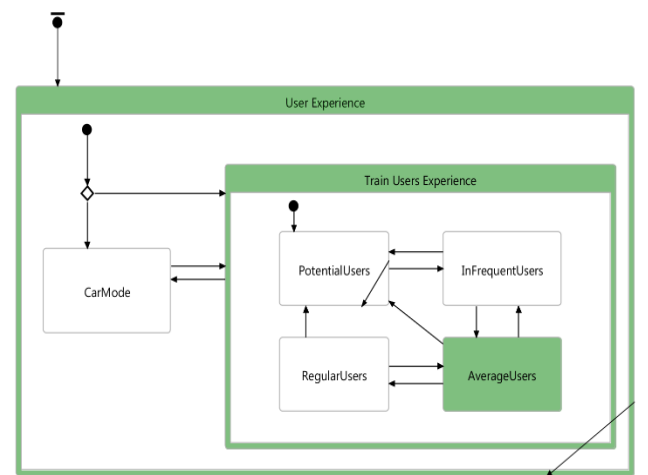 User Experience
Train Users Experience
PotentialUsers
InFrequentUsers
CarMode
RegularUsers
AverageUsers